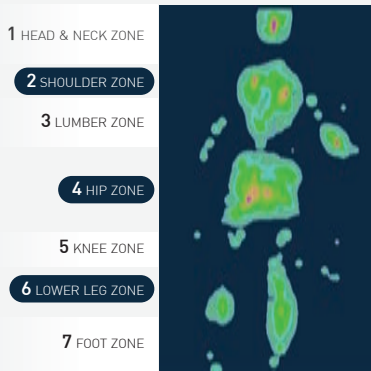 1 HEAD & NECK ZONE
2 SHOULDER ZONE
3 LUMBER ZONE
4 HIP ZONE
5 KNEE ZONE
6 LOWER LEG ZONE
7 FOOT ZONE